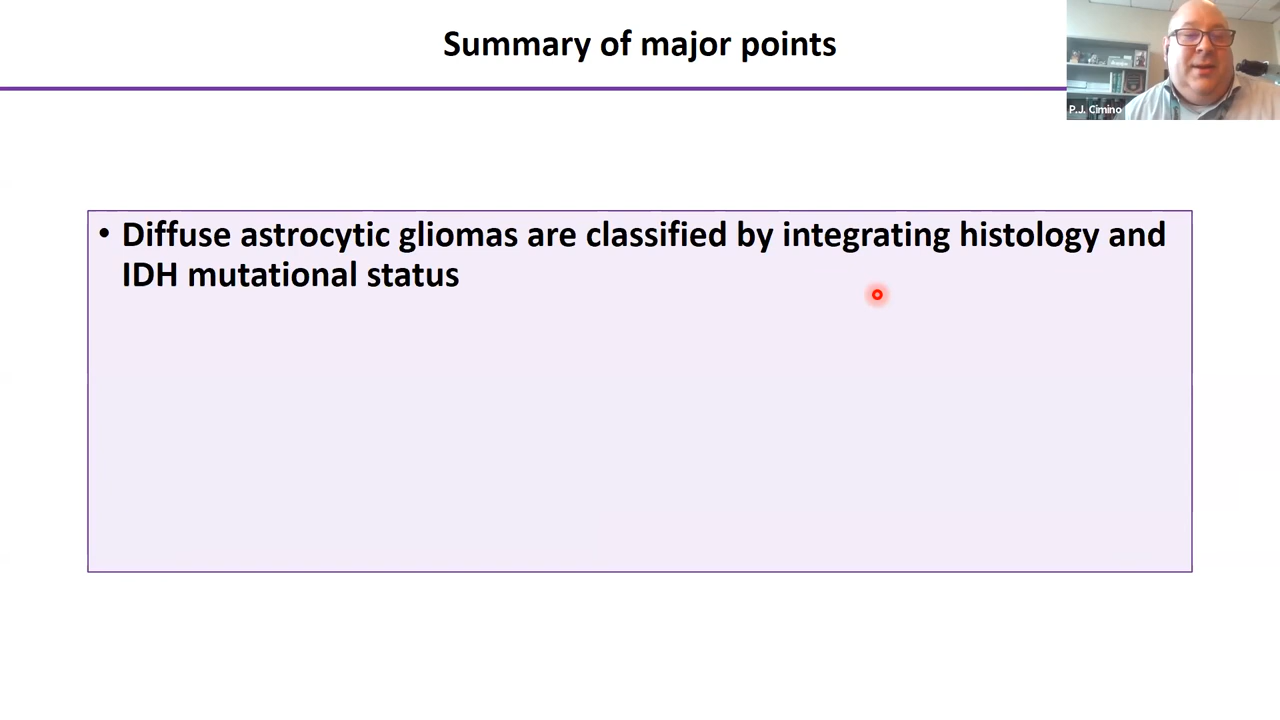 Summary of major points
P.J. Cimino
• Diffuse astrocytic gliomas are classified by integrating histology and
IDH mutational status